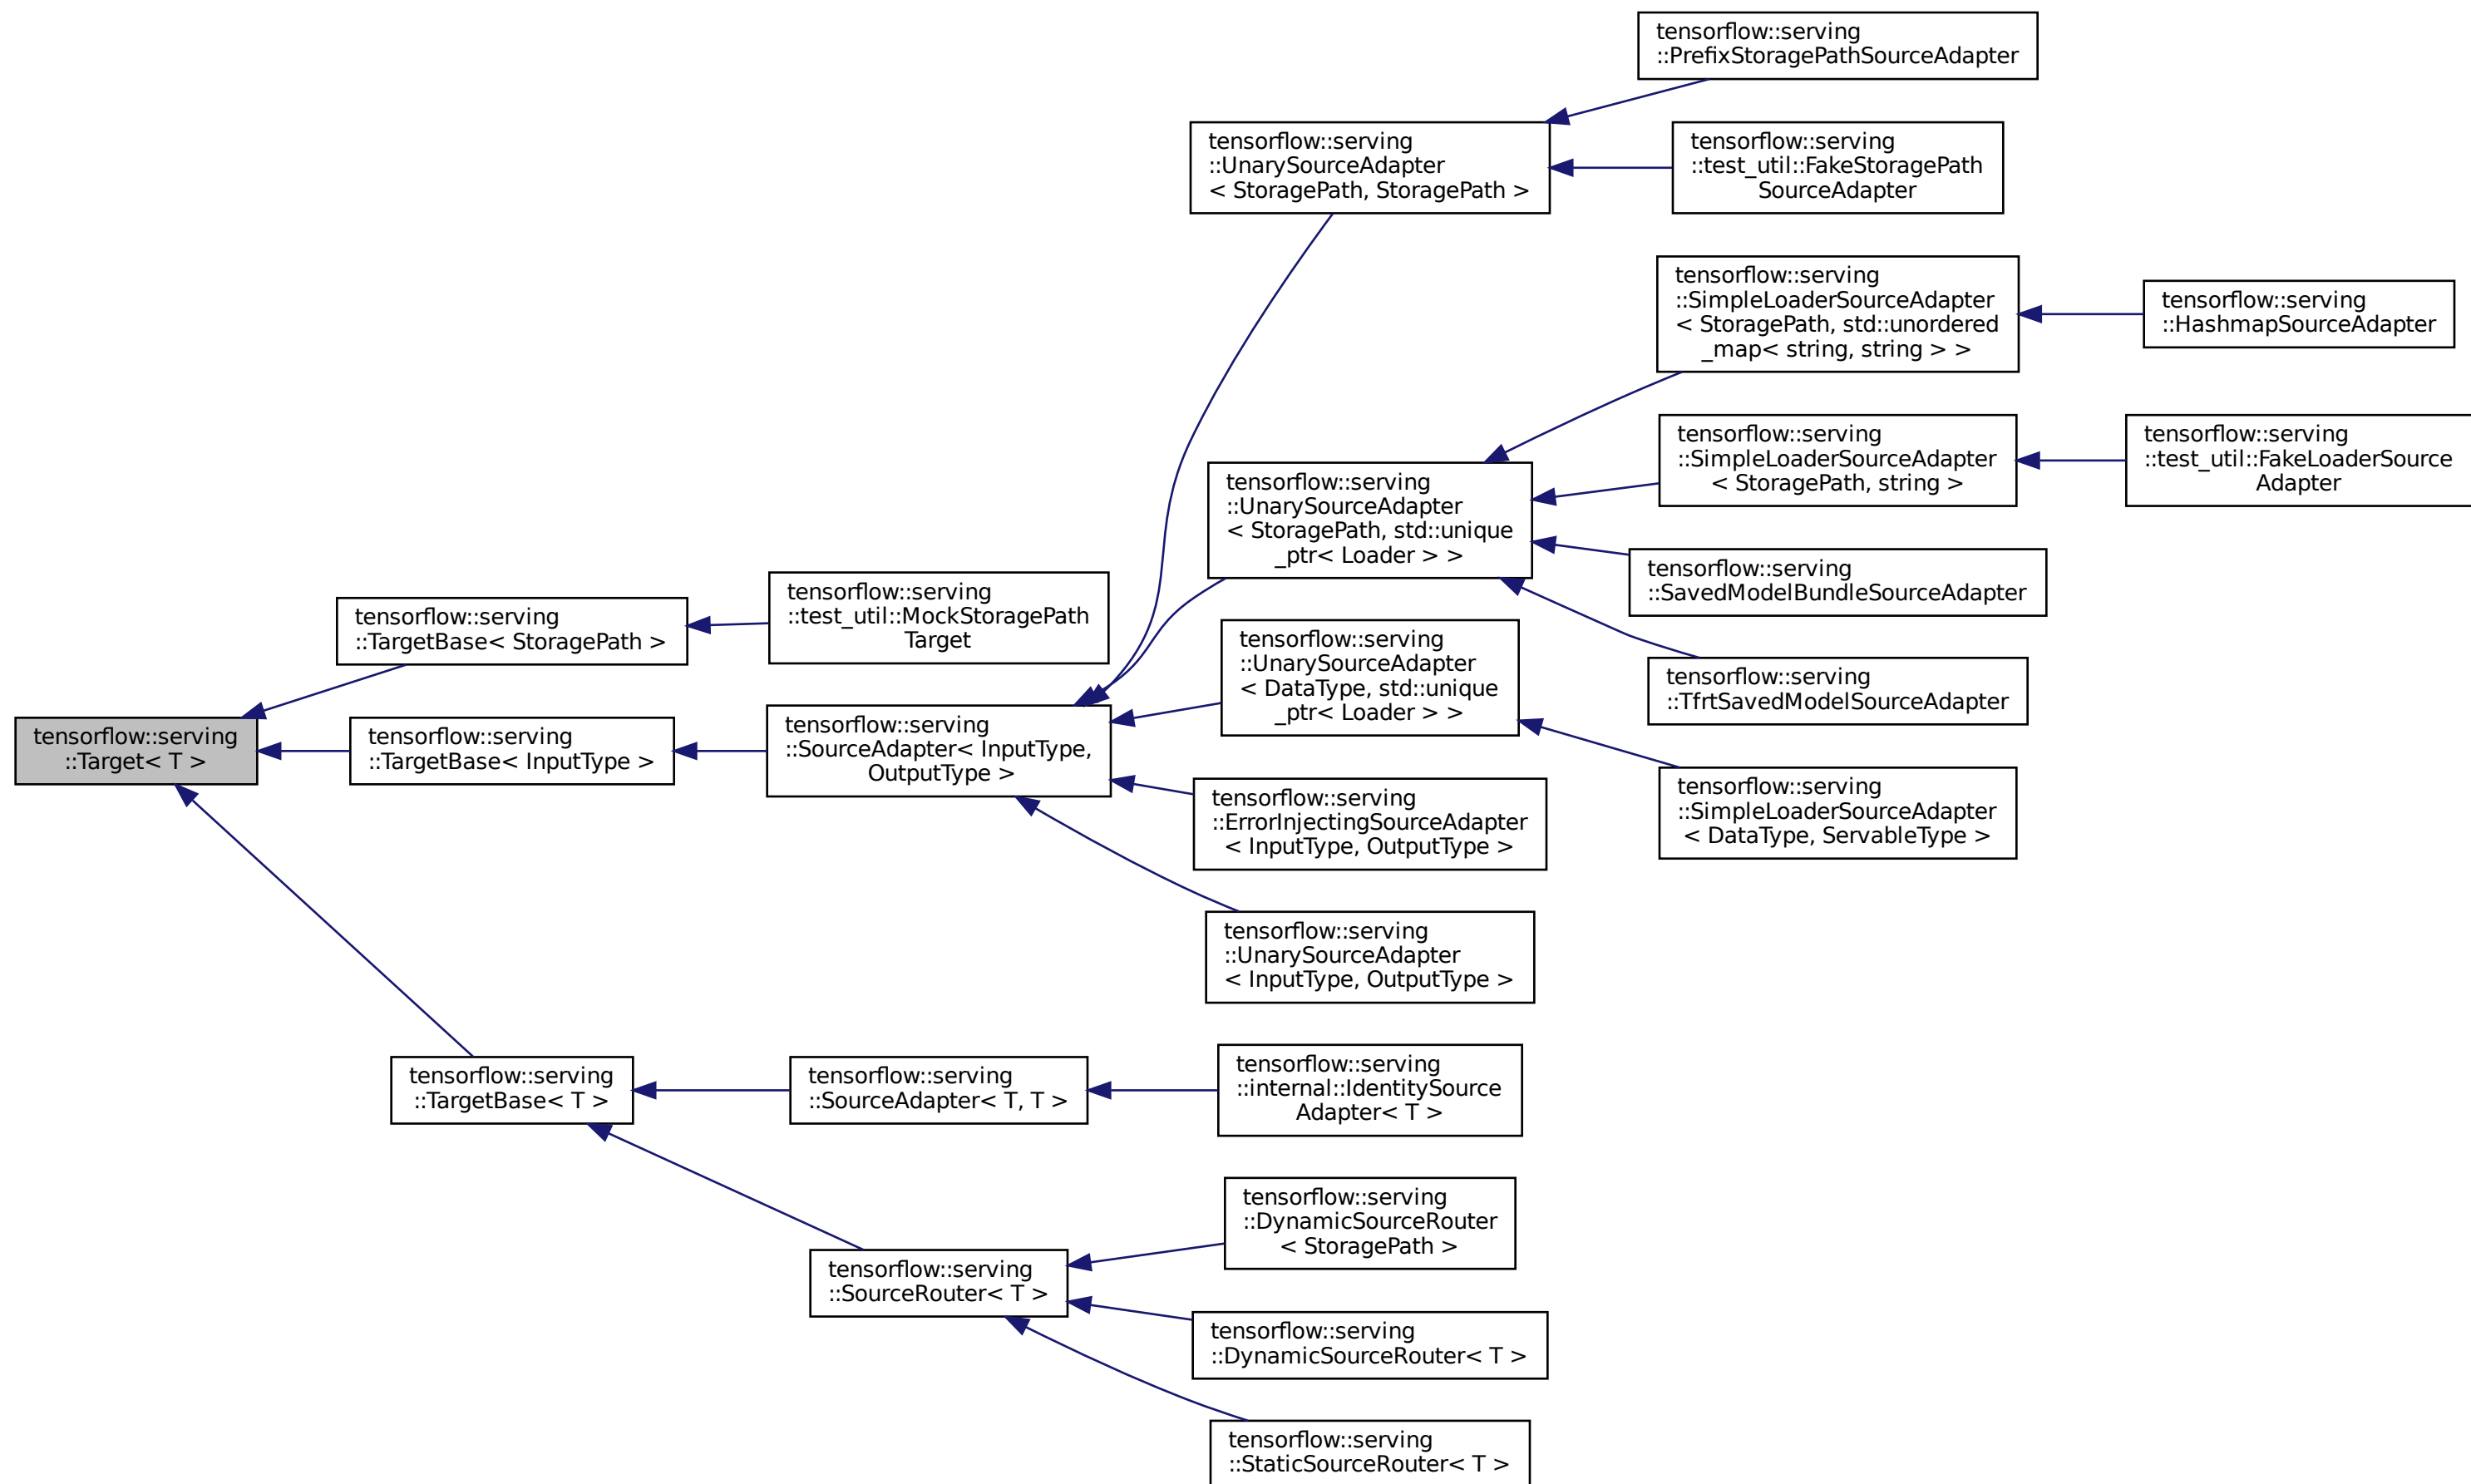 tensorflow::serving
::PrefixStoragePathSourceAdapter
tensorflow::serving
::UnarySourceAdapter
< StoragePath, StoragePath >
tensorflow::serving
::test_util::FakeStoragePath
SourceAdapter
tensorflow::serving
::SimpleLoaderSourceAdapter
< StoragePath, std::unordered
_map< string, string > >
tensorflow::serving
::HashmapSourceAdapter
tensorflow::serving
::SimpleLoaderSourceAdapter
< StoragePath, string >
tensorflow::serving
::test_util::FakeLoaderSource
Adapter
tensorflow::serving
::UnarySourceAdapter
< StoragePath, std::unique
_ptr< Loader > >
tensorflow::serving
::SavedModelBundleSourceAdapter
tensorflow::serving
::TargetBase< StoragePath >
tensorflow::serving
::test_util::MockStoragePath
Target
tensorflow::serving
::UnarySourceAdapter
< DataType, std::unique
_ptr< Loader > >
tensorflow::serving
::TfrtSavedModelSourceAdapter
tensorflow::serving
::Target< T >
tensorflow::serving
::TargetBase< InputType >
tensorflow::serving
::SourceAdapter< InputType,
OutputType >
tensorflow::serving
::ErrorInjectingSourceAdapter
< InputType, OutputType >
tensorflow::serving
::SimpleLoaderSourceAdapter
< DataType, ServableType >
tensorflow::serving
::UnarySourceAdapter
< InputType, OutputType >
tensorflow::serving
::TargetBase< T >
tensorflow::serving
::SourceAdapter< T, T >
tensorflow::serving
::internal::IdentitySource
Adapter< T >
tensorflow::serving
::DynamicSourceRouter
< StoragePath >
tensorflow::serving
::SourceRouter< T >
tensorflow::serving
::DynamicSourceRouter< T >
tensorflow::serving
::StaticSourceRouter< T >